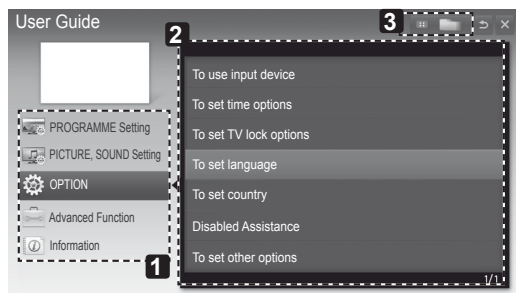 User Guide
3
2
To use input device
To set time options
To set TV lock options
To set language
To set country
Disabled Assistance
To set other options
1/1
PROGRAMME Setting
PICTURE, SOUND Setting
OPTION
Advanced Function
Information
1